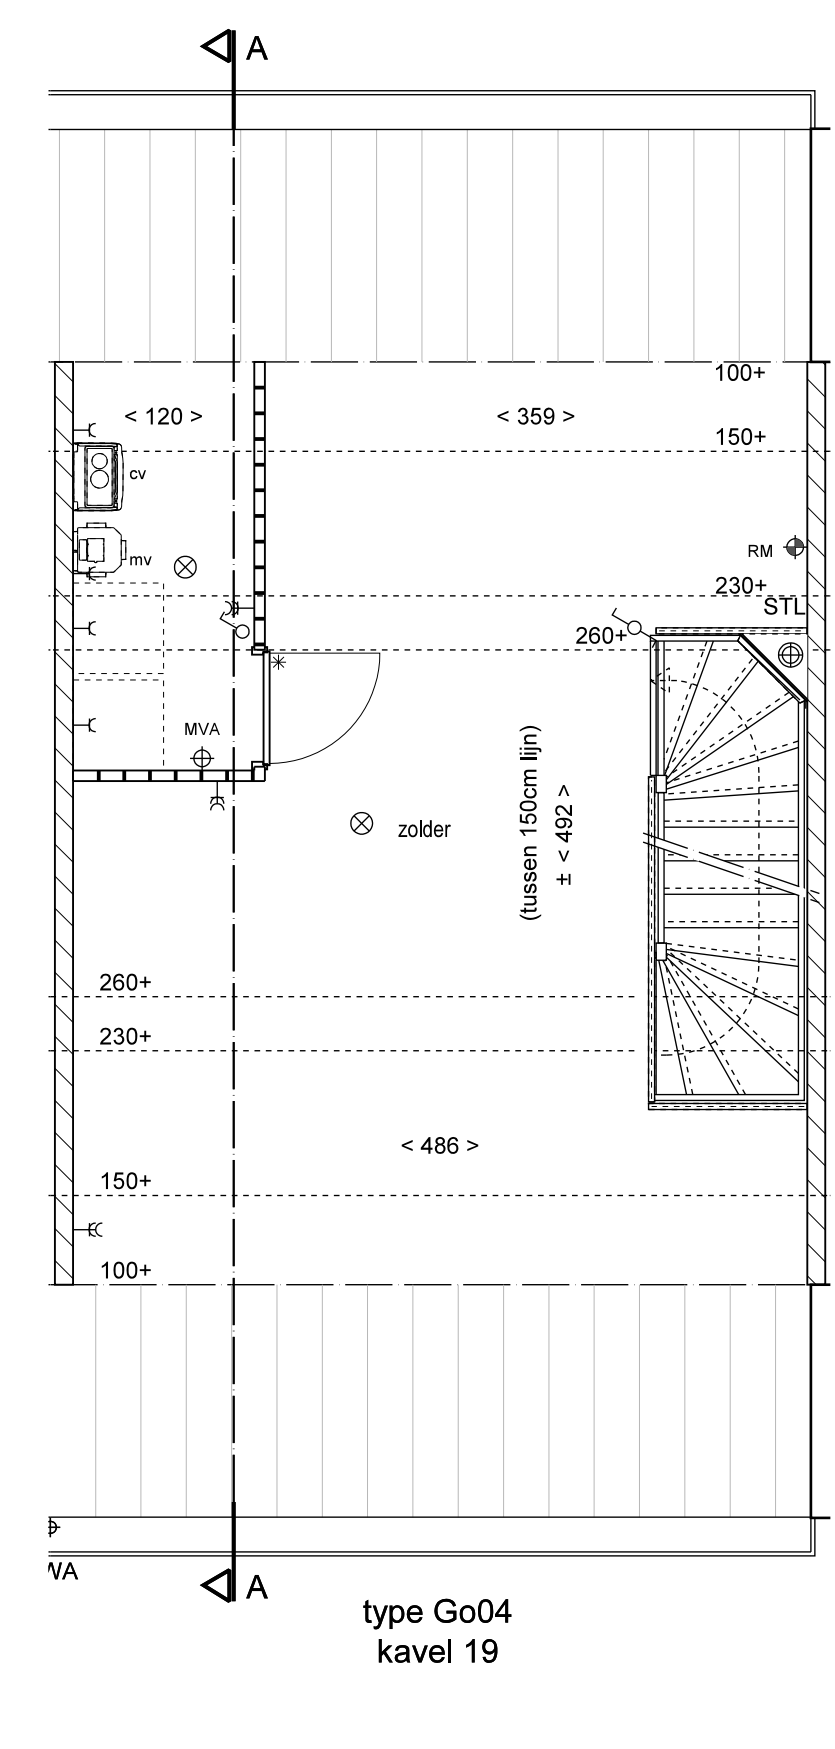 A
100+
< 120 >
< 359 >
150+
cv
RM
mv
230+
STL
260+
MVA
(tussen 150cm lijn)
± < 492 >
zolder
260+
230+
< 486 >
150+
100+
WA
A
type Go04
kavel 19